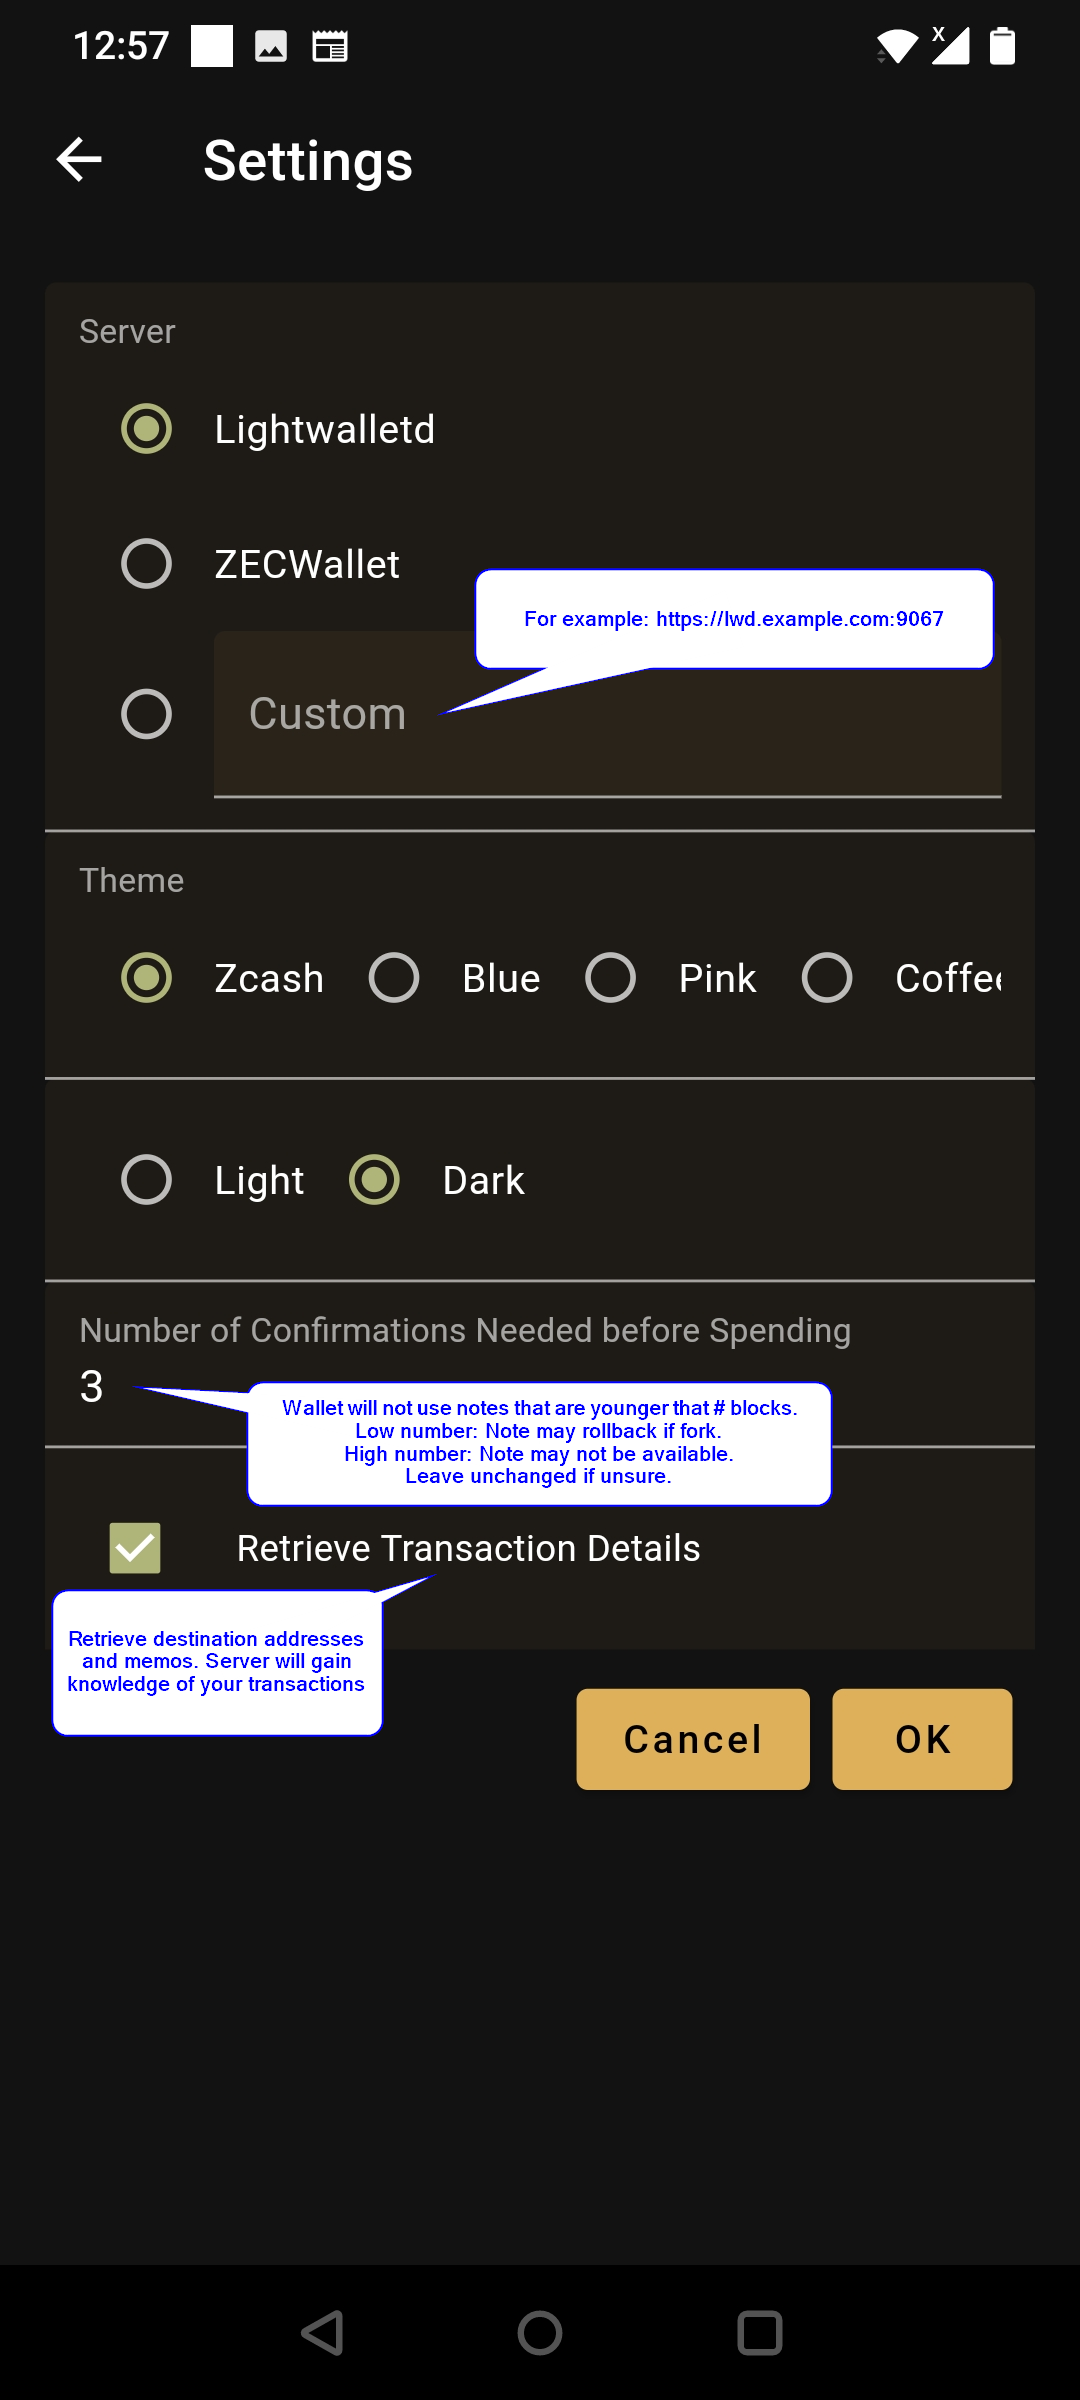 12:57
Settings
Server
Lightwalletd
ZECWallet
For example: https://lwd.example.com:9067
Custom
Theme
Zcash Blue Pink Coffee
Light Dark
Number of Confirmations Needed before Spending
3
Wallet will not use notes that are younger that # blocks.
Low number: Note may rollback if fork.
High number: Note may not be available.
Leave unchanged if unsure.
Retrieve Transaction Details
Retrieve destination addresses
and memos. Server will gain
knowledge of your transactions
Cancel OK